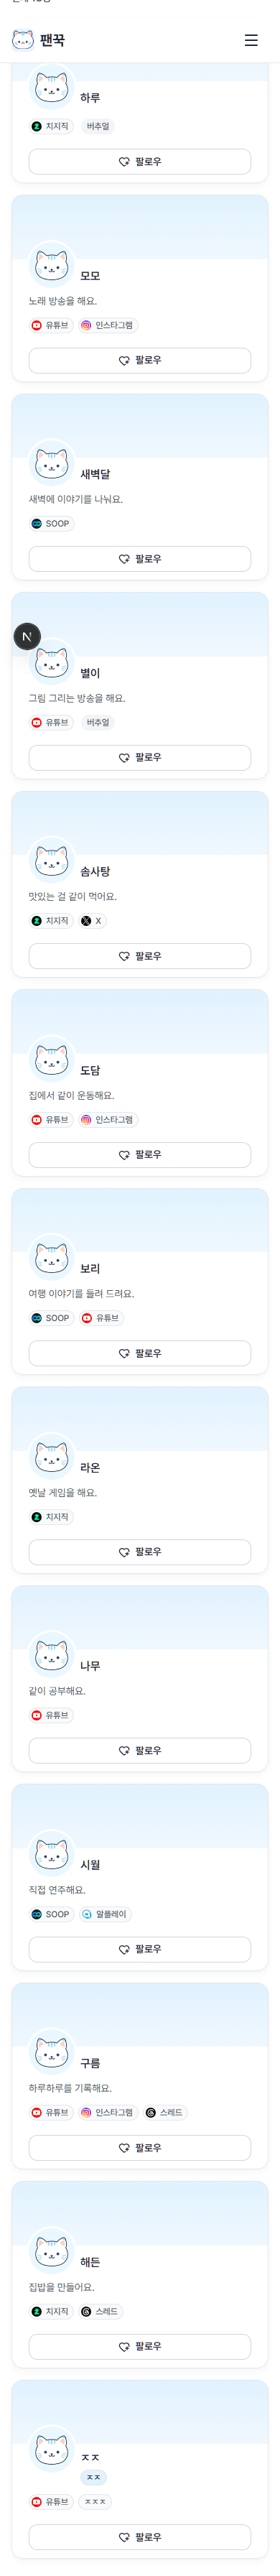 팬꾹
하루
치지직 버추얼
팔로우
모모
노래 방송을 해요.
유튜브 인스타그램
팔로우
새벽달
새벽에 이야기를 나눠요.
SOOP
팔로우
N
별이
그림 그리는 방송을 해요.
유튜브 버추얼
팔로우
솜사탕
맛있는 걸 같이 먹어요.
치지직 X
팔로우
도담
집에서 같이 운동해요.
유튜브 인스타그램
팔로우
보리
여행 이야기를 들려 드려요.
SOOP 유튜브
팔로우
라온
옛날 게임을 해요.
치지직
팔로우
나무
같이 공부해요.
유튜브
팔로우
시월
직접 연주해요.
SOOP 알플레이
팔로우
구름
하루하루를 기록해요.
유튜브 인스타그램 스레드
팔로우
해든
집밥을 만들어요.
치지직 스레드
팔로우
ㅈㅈ
ㅈㅈ
유튜브 ㅈㅈㅈ
팔로우